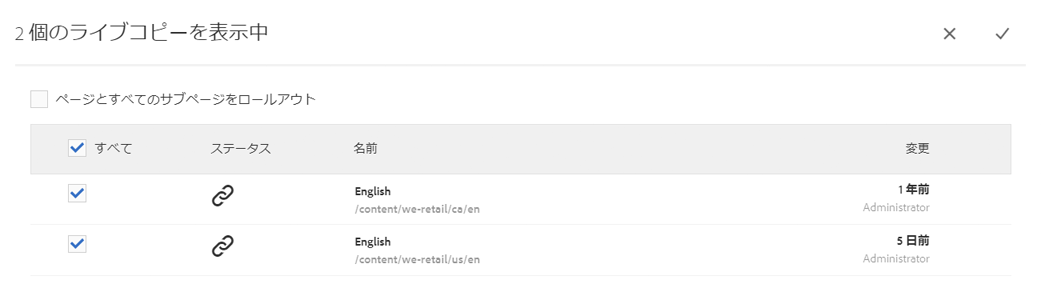 2 個のライブコピーを表示中
ページとすべてのサブページをロールアウト
すべて ステータス 名前 変更
English 1 年前
/content/we-retail/ca/en Administrator
English 5 日前
/content/we-retail/us/en Administrator